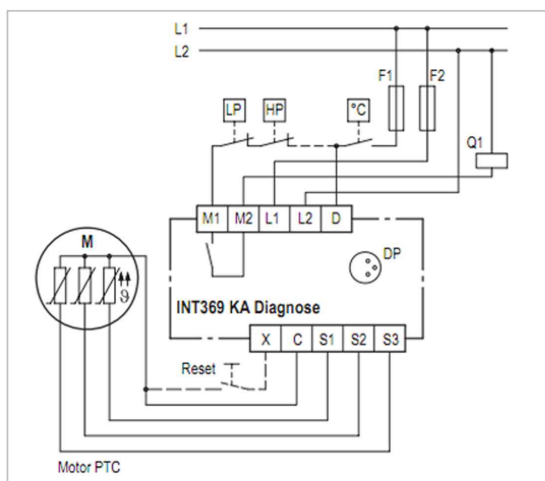 L1
L2
F1 F2
LP HP °C
Q1
M1 M2 L1 L2 D
M
DP
ϑ
INT369 KA Diagnose
X C S1 S2 S3
Reset
Motor PTC